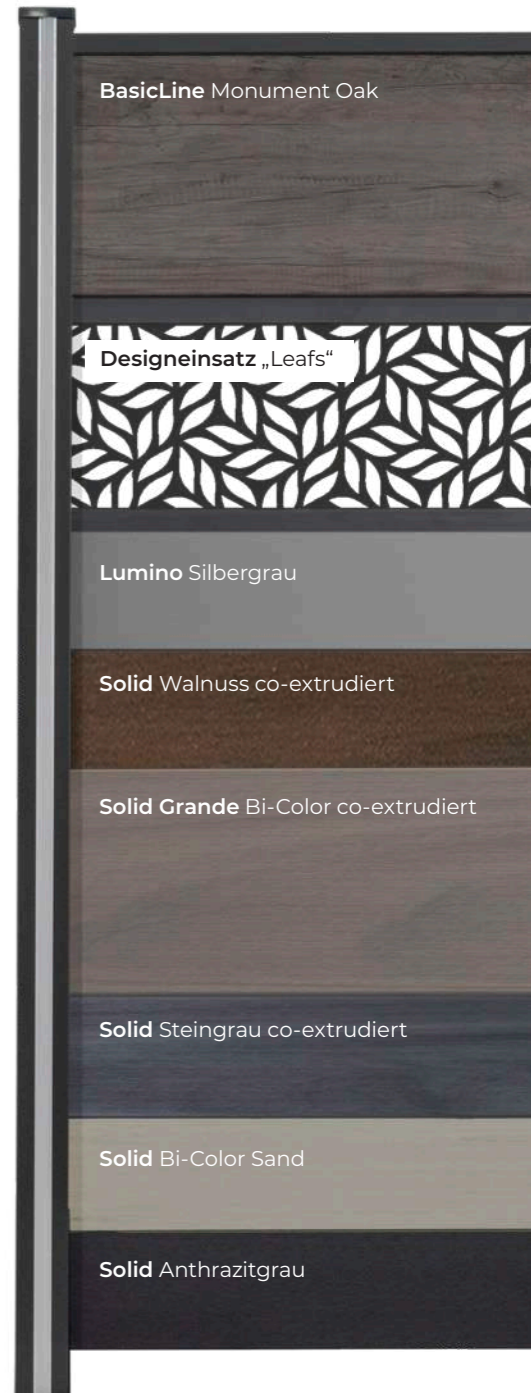 BasicLine Monument Oak
Designeinsatz „Leafs“
Lumino Silbergrau
Solid Walnuss co-extrudiert
Solid Grande Bi-Color co-extrudiert
Solid Steingrau co-extrudiert
Solid Bi-Color Sand
Solid Anthrazitgrau